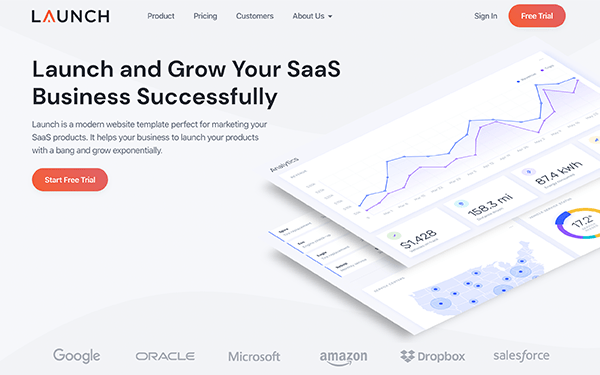 LAUNCH
Product
Pricing
Customers
About Us
Sign In
Free Trial
Launch and Grow Your SaaS
Business Successfully
Launch is a modern website template perfect for marketing your
SaaS products. It helps your business to launch your products
with a bang and grow exponentially.
Start Free Trial
Analytics
$1,428
158.3 mi
87.4 kWh
17.2°
Google
ORACLE
Microsoft
amazon
Dropbox
salesforce